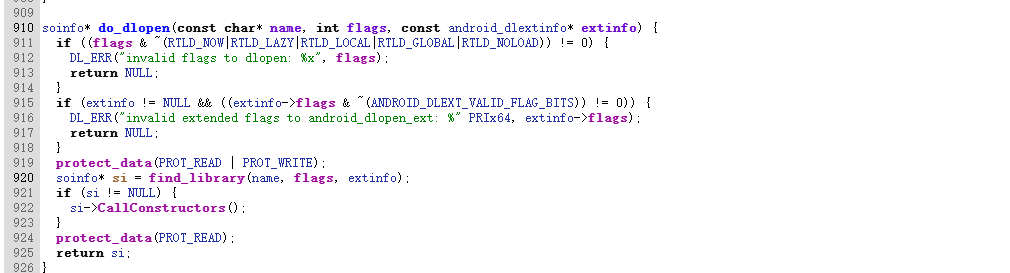 909
910 soinfo* do_dlopen(const char* name, int flags, const android_dlextinfo* extinfo) {
911   if ((flags & ~(RTLD_NOW|RTLD_LAZY|RTLD_LOCAL|RTLD_GLOBAL|RTLD_NOLOAD)) != 0) {
912     DL_ERR("invalid flags to dlopen: %x", flags);
913     return NULL;
914   }
915   if (extinfo != NULL && ((extinfo->flags & ~(ANDROID_DLEXT_VALID_FLAG_BITS)) != 0)) {
916     DL_ERR("invalid extended flags to android_dlopen_ext: %" PRIx64, extinfo->flags);
917     return NULL;
918   }
919   protect_data(PROT_READ | PROT_WRITE);
920   soinfo* si = find_library(name, flags, extinfo);
921   if (si != NULL) {
922     si->CallConstructors();
923   }
924   protect_data(PROT_READ);
925   return si;
926 }